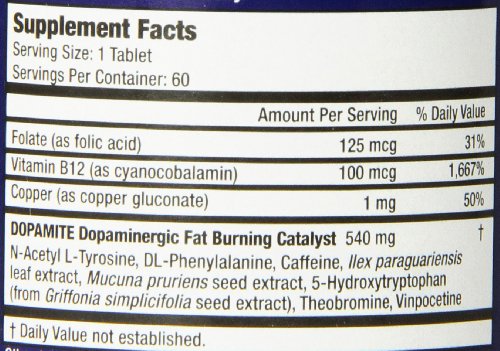 Supplement Facts
Serving Size: 1 Tablet
Servings Per Container: 60
Amount Per Serving % Daily Value
Folate (as folic acid) 125 mcg 31%
Vitamin B12 (as cyanocobalamin) 100 mcg 1,667%
Copper (as copper gluconate) 1 mg 50%
DOPAMITE Dopaminergic Fat Burning Catalyst 540 mg †
N-Acetyl L-Tyrosine, DL-Phenylalanine, Caffeine, Ilex paraguariensis
leaf extract, Mucuna pruriens seed extract, 5-Hydroxytryptophan
(from Griffonia simplicifolia seed extract), Theobromine, Vinpocetine
† Daily Value not established.